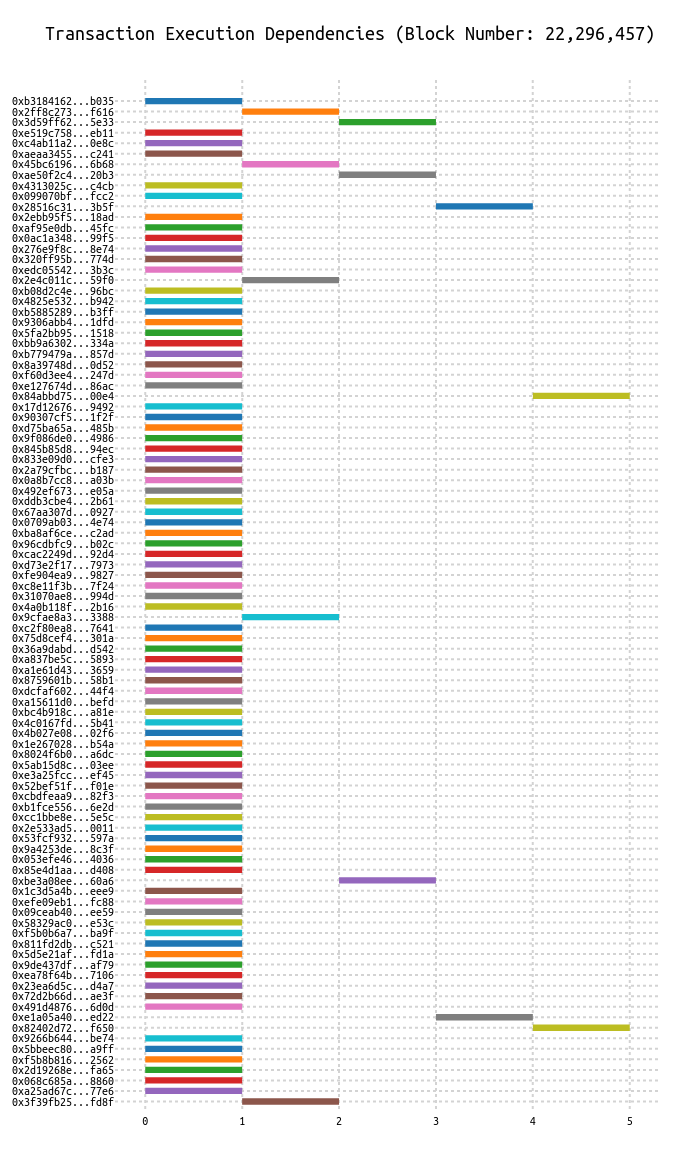 Transaction Execution Dependencies (Block Number: 22,296,457)
0xb3184162...b035
0x2ff8c273...f616
0x3d59ff62...5e33
0xe519c758...eb11
0xc4ab11a2...0e8c
0xaeaa3455...c241
0x45bc6196...6b68
0xae50f2c4...20b3
0x4313025c...c4cb
0x099070bf...fcc2
0x28516c31...3b5f
0x2ebb95f5...18ad
0xaf95e0db...45fc
0x0ac1a348...99f5
0x276e9f8c...8e74
0x320ff95b...774d
0xedc05542...3b3c
0x2e4c011c...59f0
0xb08d2c4e...96bc
0x4825e532...b942
0xb5885289...b3ff
0x9306abb4...1dfd
0x5fa2bb95...1518
0xbb9a6302...334a
0xb779479a...857d
0x8a39748d...0d52
0xf60d3ee4...247d
0xe127674d...86ac
0x84abbd75...00e4
0x17d12676...9492
0x90307cf5...1f2f
0xd75ba65a...485b
0x9f086de0...4986
0x845b85d8...94ec
0x833e09d0...cfe3
0x2a79cfbc...b187
0x0a8b7cc8...a03b
0x492ef673...e05a
0xddb3cbe4...2b61
0x67aa307d...0927
0x0709ab03...4e74
0xba8af6ce...c2ad
0x96cdbfc9...b02c
0xcac2249d...92d4
0xd73e2f17...7973
0xfe904ea9...9827
0xc8e11f3b...7f24
0x31070ae8...994d
0x4a0b118f...2b16
0x9cfae8a3...3388
0xc2f80ea8...7641
0x75d8cef4...301a
0x36a9dabd...d542
0xa837be5c...5893
0xa1e61d43...3659
0x8759601b...58b1
0xdcfaf602...44f4
0xa15611d0...befd
0xbc4b918c...a81e
0x4c0167fd...5b41
0x4b027e08...02f6
0x1e267028...b54a
0x8024f6b0...a6dc
0x5ab15d8c...03ee
0xe3a25fcc...ef45
0x52bef51f...f01e
0xcbdfeaa9...82f3
0xb1fce556...6e2d
0xcc1bbe8e...5e5c
0x2e533ad5...0011
0x53fcf932...597a
0x9a4253de...8c3f
0x053efe46...4036
0x85e4d1aa...d408
0xbe3a08ee...60a6
0x1c3d5a4b...eee9
0xefe09eb1...fc88
0x09ceab40...ee59
0x58329ac0...e53c
0xf5b0b6a7...ba9f
0x811fd2db...c521
0x5d5e21af...fd1a
0x9de437df...af79
0xea78f64b...7106
0x23ea6d5c...d4a7
0x72d2b66d...ae3f
0x491d4876...6d0d
0xe1a05a40...ed22
0x82402d72...f650
0x9266b644...be74
0x5bbeec80...a9ff
0xf5b8b816...2562
0x2d19268e...fa65
0x068c685a...8860
0xa25ad67c...77e6
0x3f39fb25...fd8f
0 1 2 3 4 5